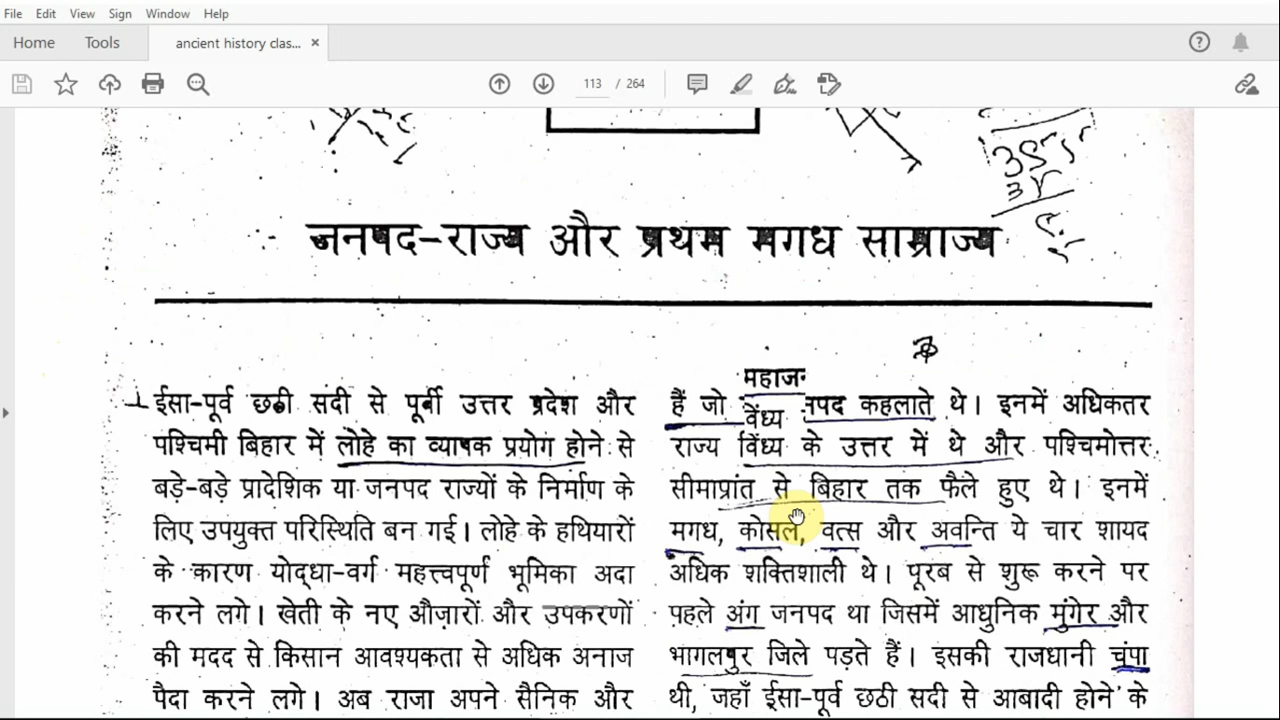 File Edit View Sign Window Help
Home Tools ancient history clas... ×
113 / 264
जनपद-राज्य और प्रथम मगध साम्राज्य
ईसा-पूर्व छठी सदी से पूर्वी उत्तर प्रदेश और
पश्चिमी बिहार में लोहे का व्यापक प्रयोग होने से
बड़े-बड़े प्रादेशिक या जनपद राज्यों के निर्माण के
लिए उपयुक्त परिस्थिति बन गई। लोहे के हथियारों
के कारण योद्धा-वर्ग महत्त्वपूर्ण भूमिका अदा
करने लगे। खेती के नए औज़ारों और उपकरणों
की मदद से किसान आवश्यकता से अधिक अनाज
पैदा करने लगे। अब राजा अपने सैनिक और
महाज
हैं जो नपद कहलाते थे। इनमें अधिकतर
विंध्य
राज्य विंध्य के उत्तर में थे और पश्चिमोत्तर
सीमाप्रांत से बिहार तक फैले हुए थे। इनमें
मगध, कोसल, वत्स और अवन्ति ये चार शायद
अधिक शक्तिशाली थे। पूरब से शुरू करने पर
पहले अंग जनपद था जिसमें आधुनिक मुंगेर और
भागलपुर जिले पड़ते हैं। इसकी राजधानी चंपा
थी, जहाँ ईसा-पूर्व छठी सदी से आबादी होने के